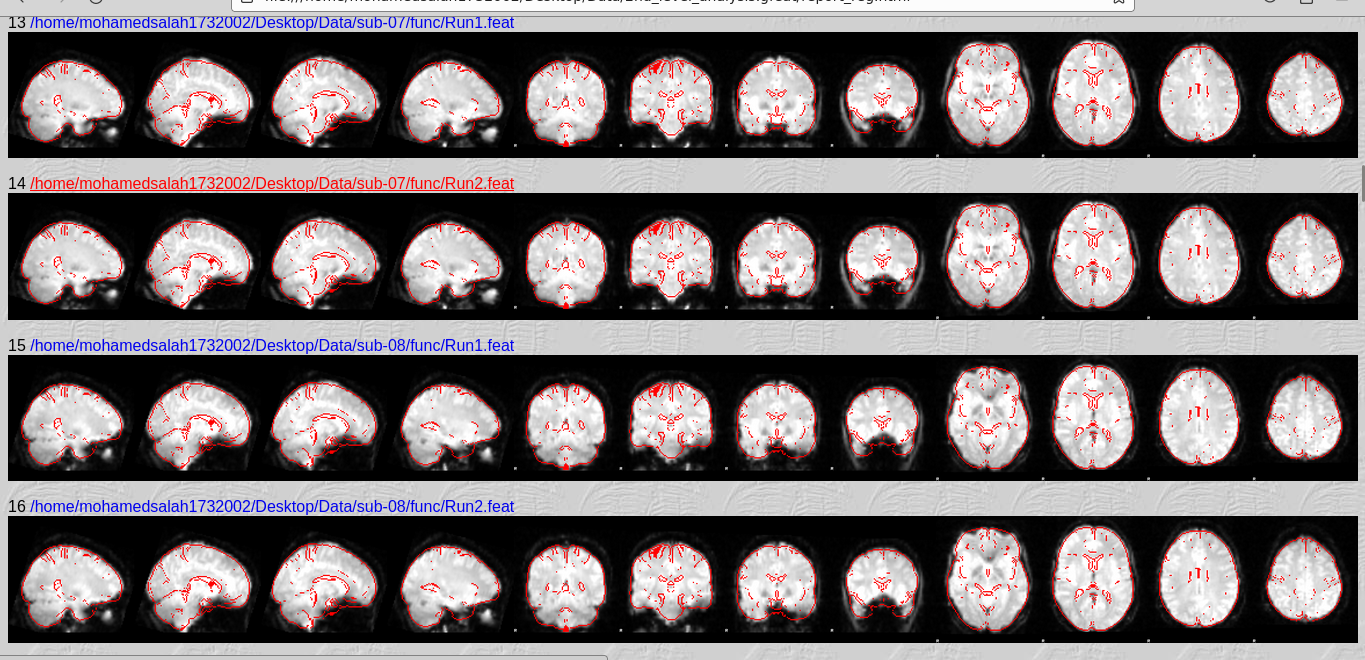 13 /home/mohamedsalah1732002/Desktop/Data/sub-07/func/Run1.feat
14 /home/mohamedsalah1732002/Desktop/Data/sub-07/func/Run2.feat
15 /home/mohamedsalah1732002/Desktop/Data/sub-08/func/Run1.feat
16 /home/mohamedsalah1732002/Desktop/Data/sub-08/func/Run2.feat